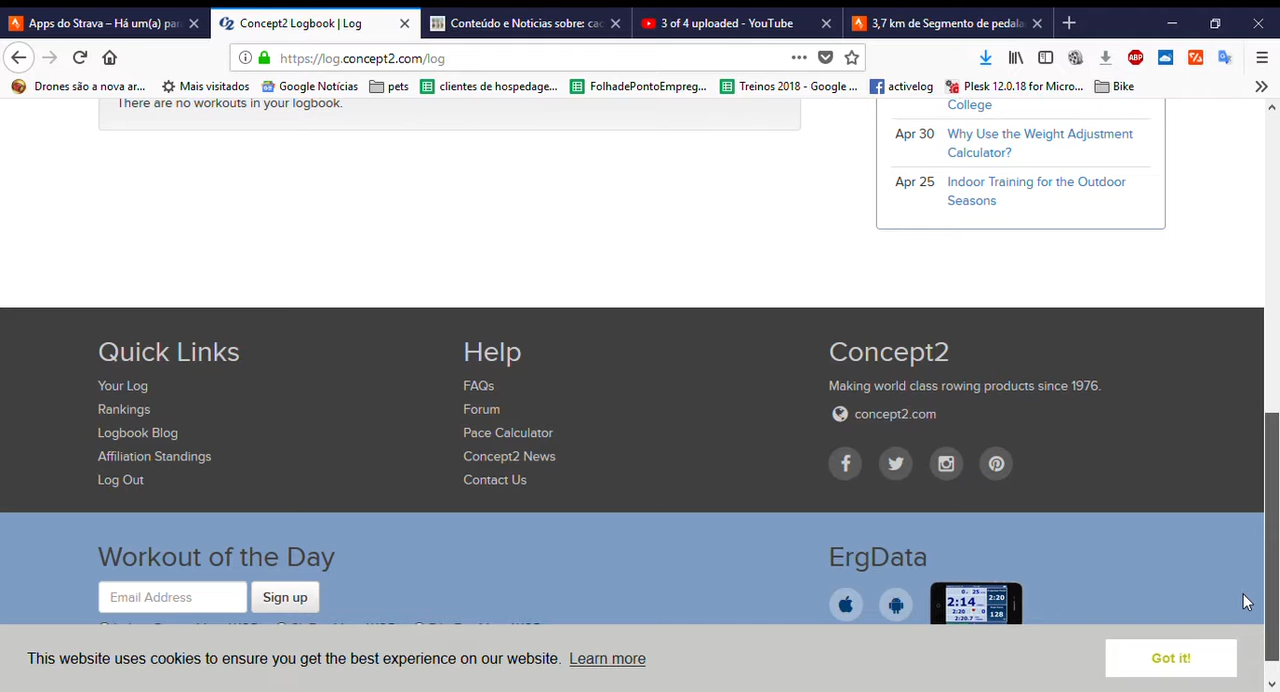 Apps do Strava – Há um(a) par
Concept2 Logbook | Log
Conteúdo e Noticias sobre: cac
3 of 4 uploaded - YouTube
3,7 km de Segmento de pedala
https://log.concept2.com/log
ABP
Drones são a nova ar...
Mais visitados
Google Notícias
pets
clientes de hospedage...
FolhadePontoEmpreg...
Treinos 2018 - Google ...
activelog
Plesk 12.0.18 for Micro...
Bike
There are no workouts in your logbook.
College
Apr 30 Why Use the Weight Adjustment
Calculator?
Apr 25 Indoor Training for the Outdoor
Seasons
Quick Links
Your Log
Rankings
Logbook Blog
Affiliation Standings
Log Out
Help
FAQs
Forum
Pace Calculator
Concept2 News
Contact Us
Concept2
Making world class rowing products since 1976.
concept2.com
Workout of the Day
Email Address
Sign up
ErgData
2:14
2:20
128
This website uses cookies to ensure you get the best experience on our website. Learn more
Got it!